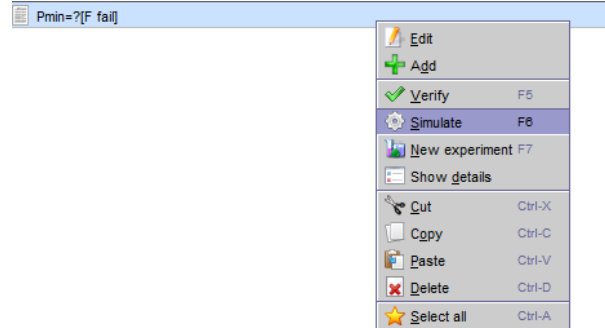 Pmin=?[F fail]
Edit
Add
Verify F5
Simulate F6
New experiment F7
Show details
Cut Ctrl-X
Copy Ctrl-C
Paste Ctrl-V
Delete Ctrl-D
Select all Ctrl-A